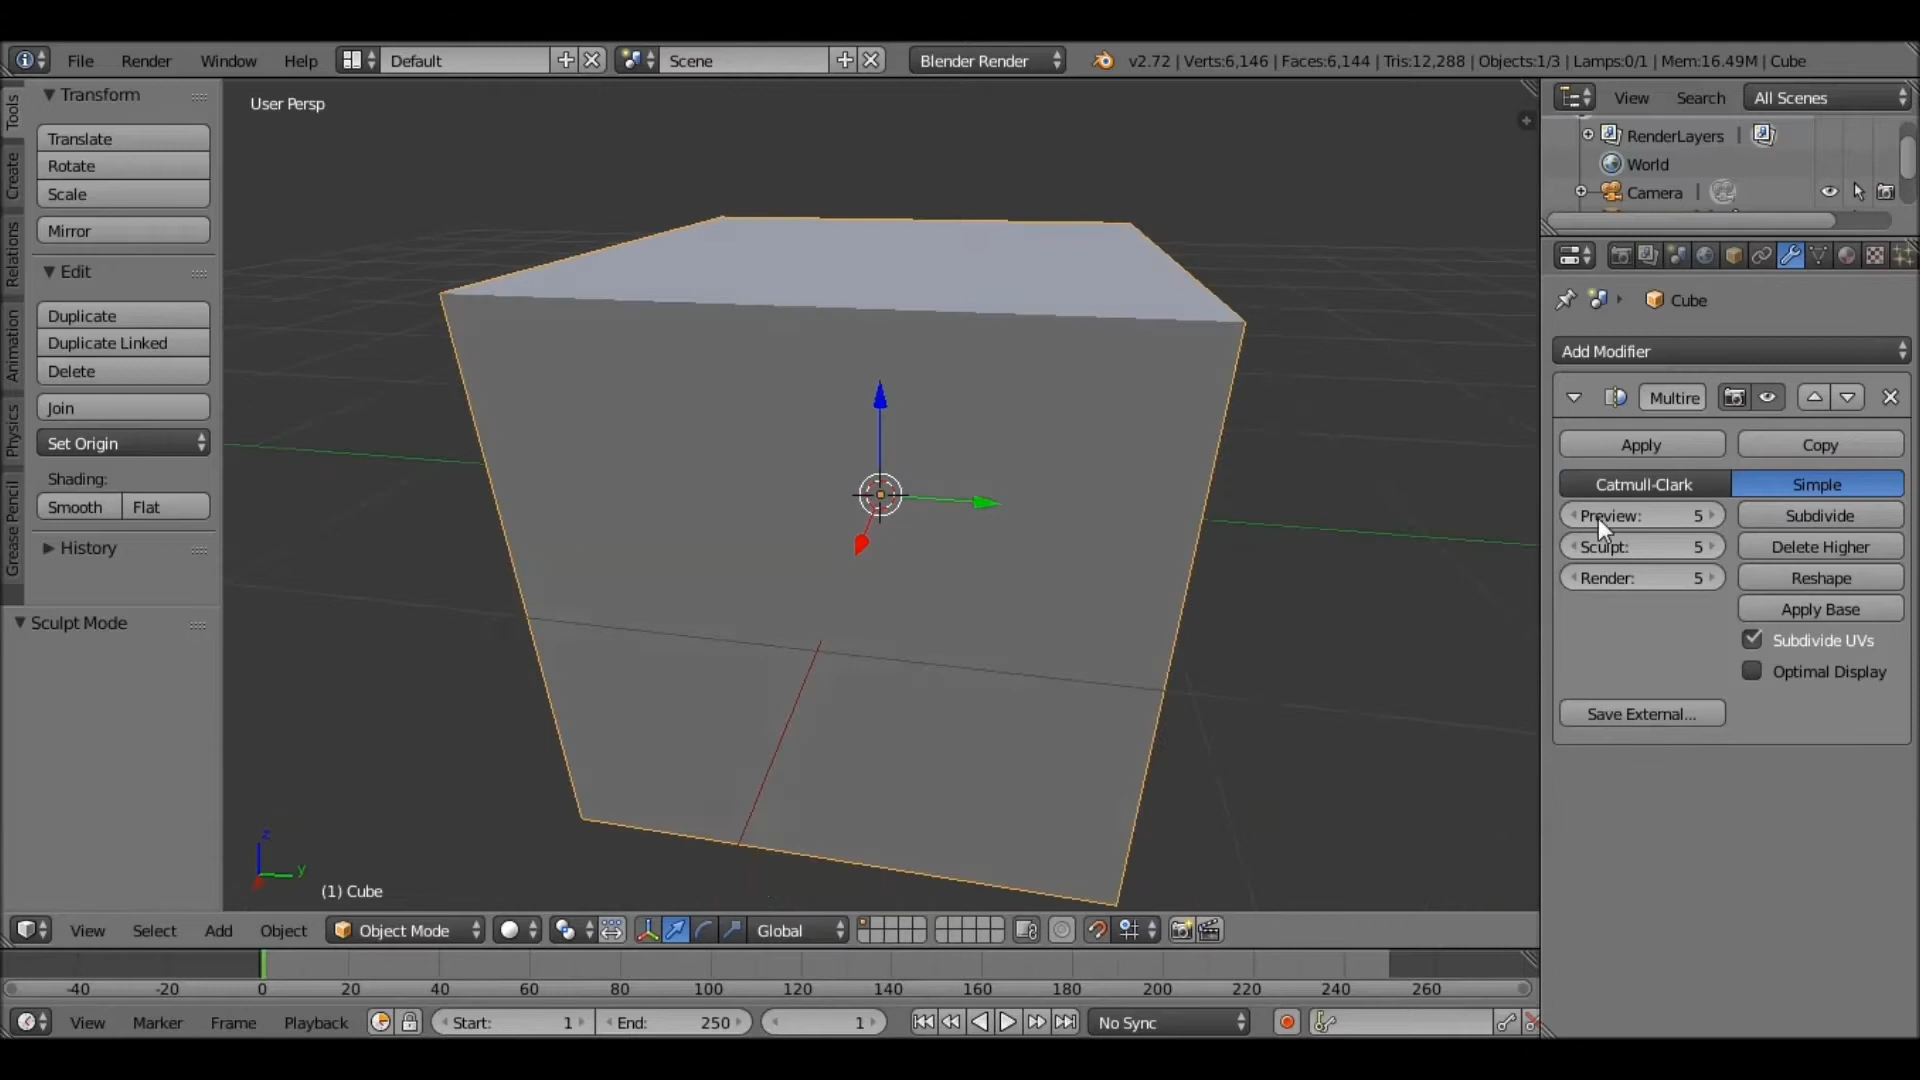 File Render Window Help Default Scene Blender Render v2.72 | Verts:6,146 | Faces:6,144 | Tris:12,288 | Objects:1/3 | Lamps:0/1 | Mem:16.49M | Cube
Tools
Create
Relations
Animation
Physics
Grease Pencil
Transform
Translate
Rotate
Scale
Mirror
Edit
Duplicate
Duplicate Linked
Delete
Join
Set Origin
Shading:
Smooth Flat
History
Sculpt Mode
User Persp
z
y
(1) Cube
View Search All Scenes
RenderLayers |
World
Camera |
Cube
Add Modifier
Multire
Apply Copy
Catmull-Clark Simple
Preview: 5 Subdivide
Sculpt: 5 Delete Higher
Render: 5 Reshape
Apply Base
Subdivide UVs
Optimal Display
Save External...
View Select Add Object Object Mode Global
-40 -20 0 20 40 60 80 100 120 140 160 180 200 220 240 260
View Marker Frame Playback Start: 1 End: 250 1 No Sync